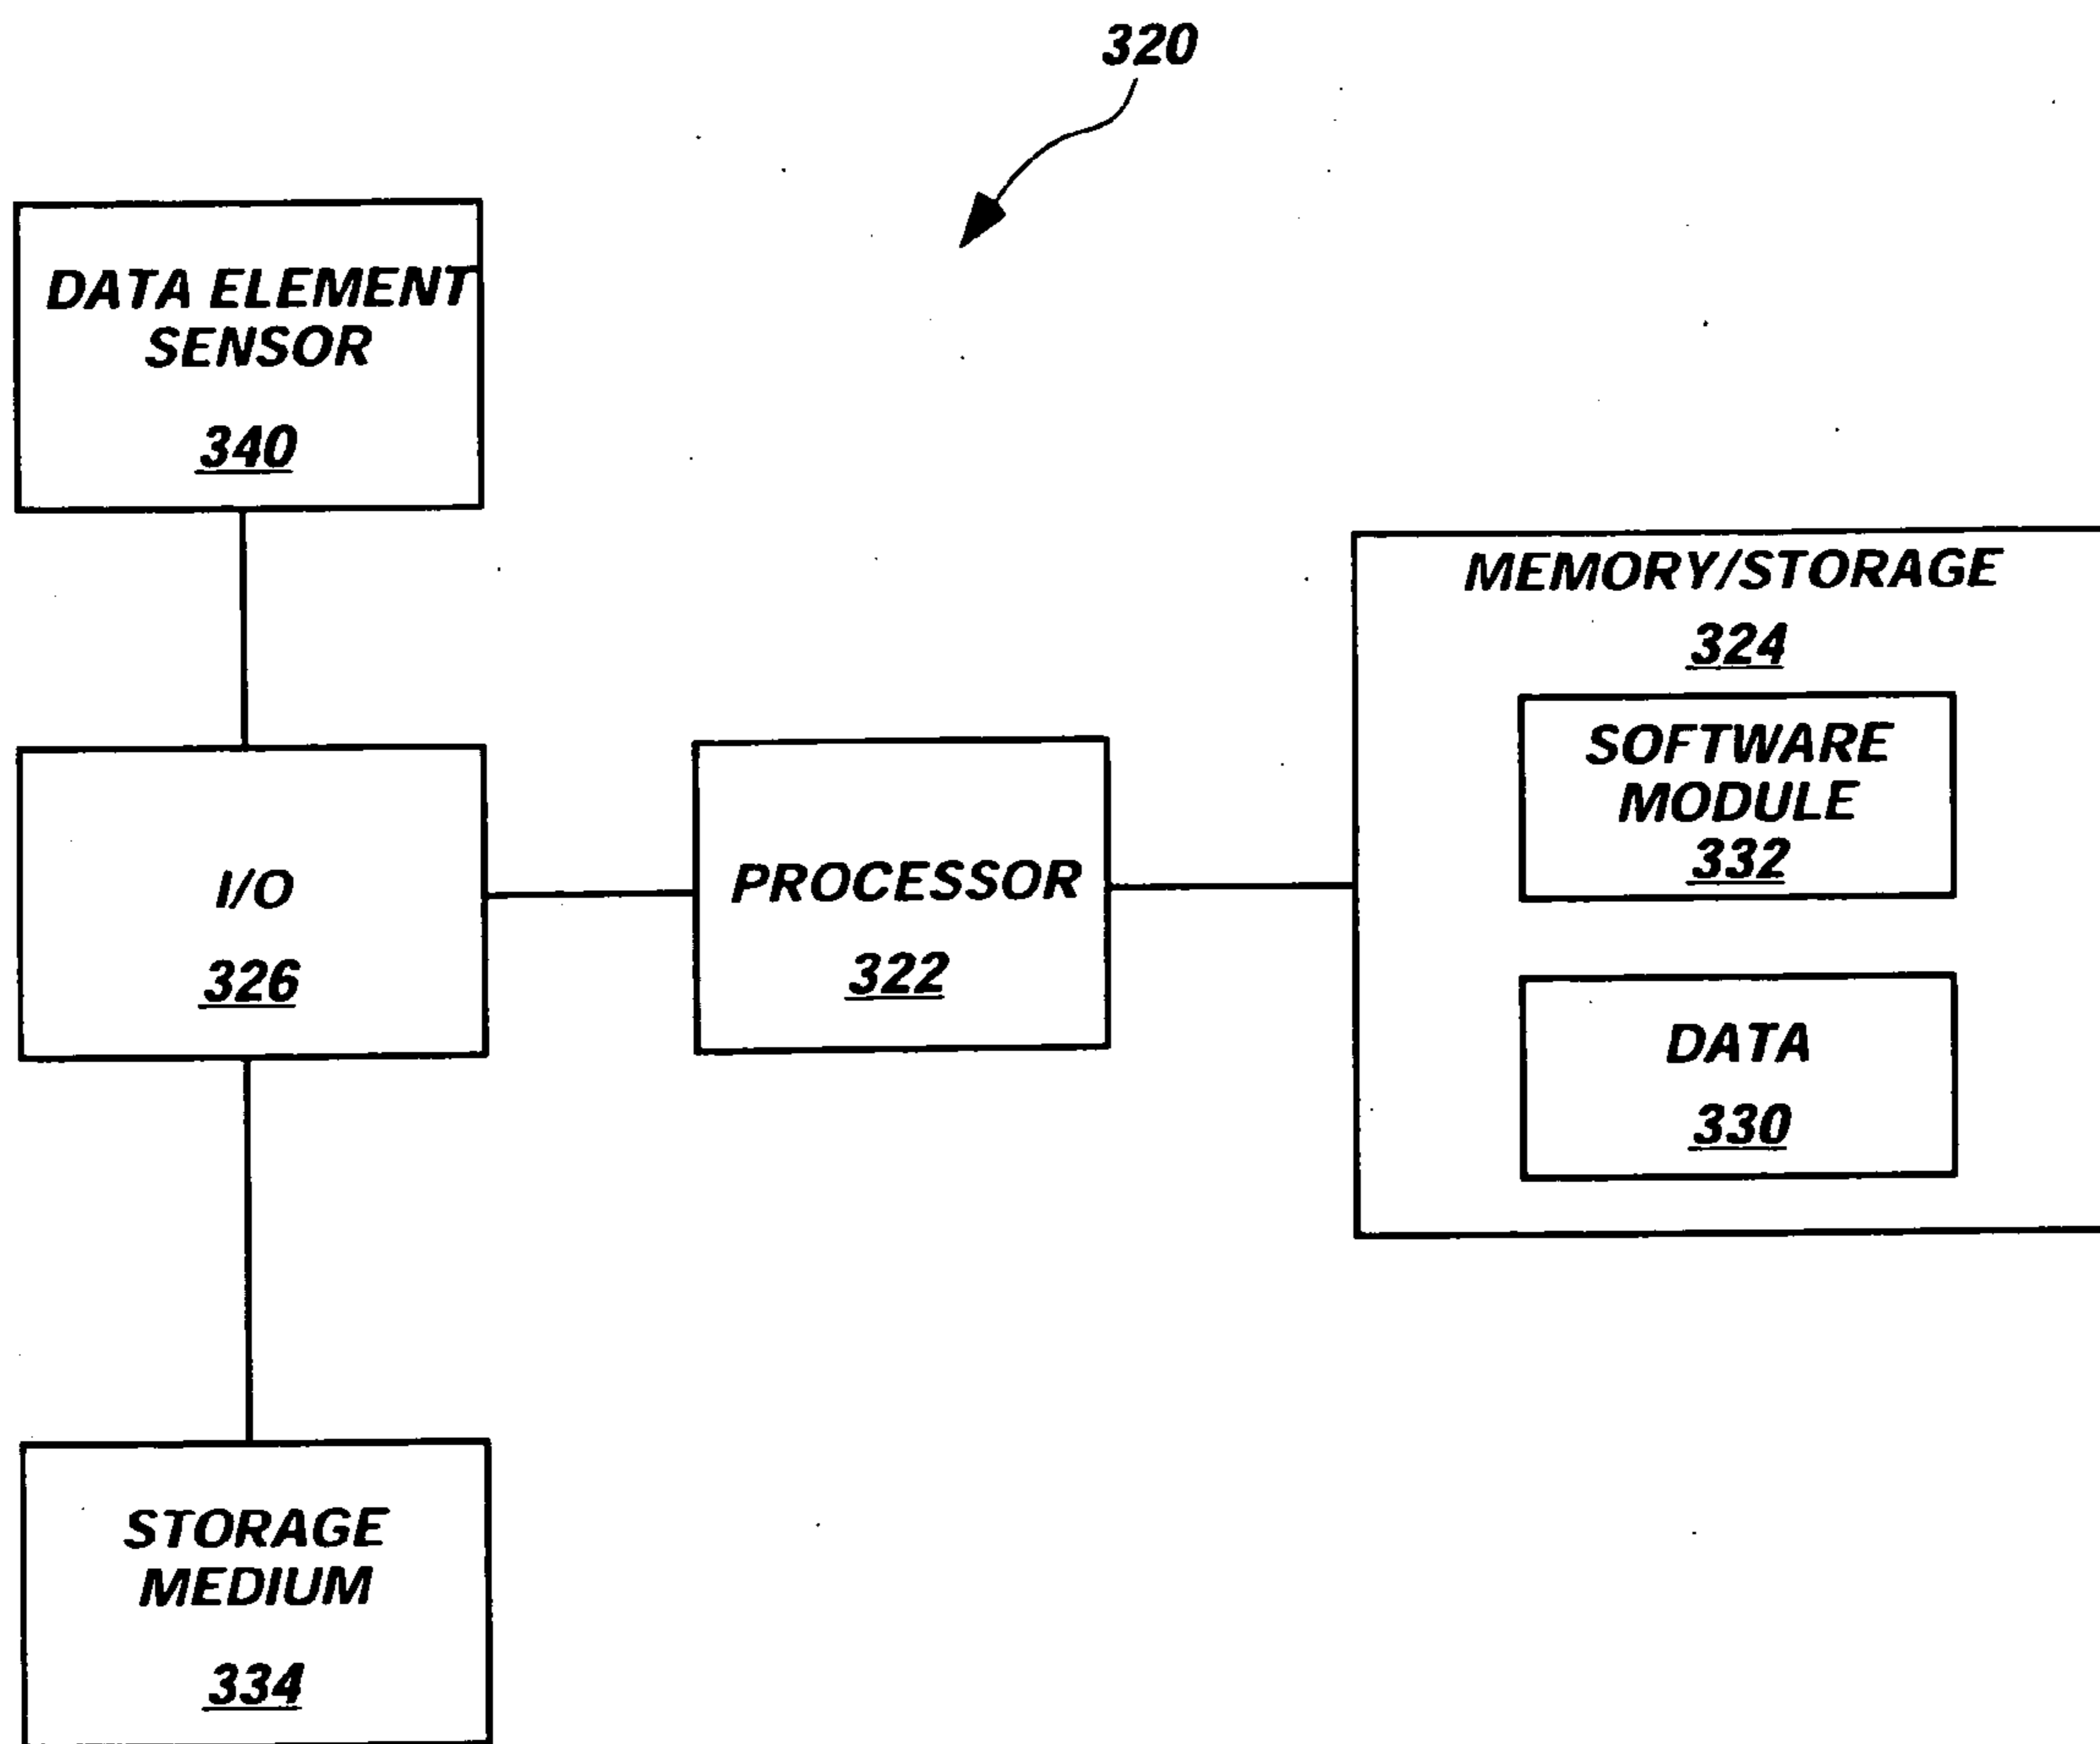 320
DATA ELEMENT
SENSOR
340
MEMORY/STORAGE
324
SOFTWARE
MODULE
332
I/O
326
PROCESSOR
322
DATA
330
STORAGE
MEDIUM
334